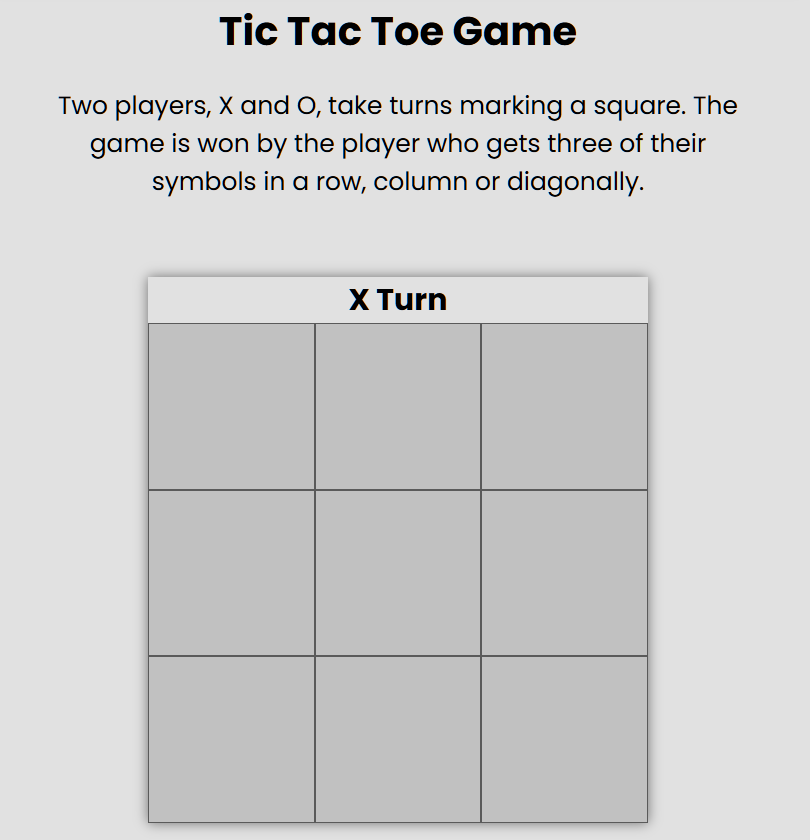 Tic Tac Toe Game
Two players, X and O, take turns marking a square. The
game is won by the player who gets three of their
symbols in a row, column or diagonally.
X Turn